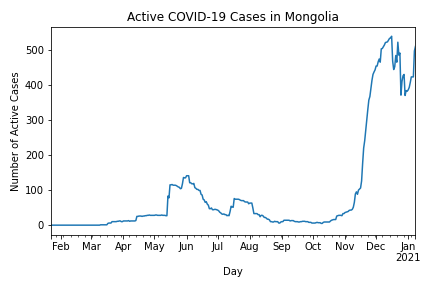 Active COVID-19 Cases in Mongolia
Number of Active Cases
500
400
300
200
100
0
Feb Mar Apr May Jun Jul Aug Sep Oct Nov Dec Jan
2021
Day